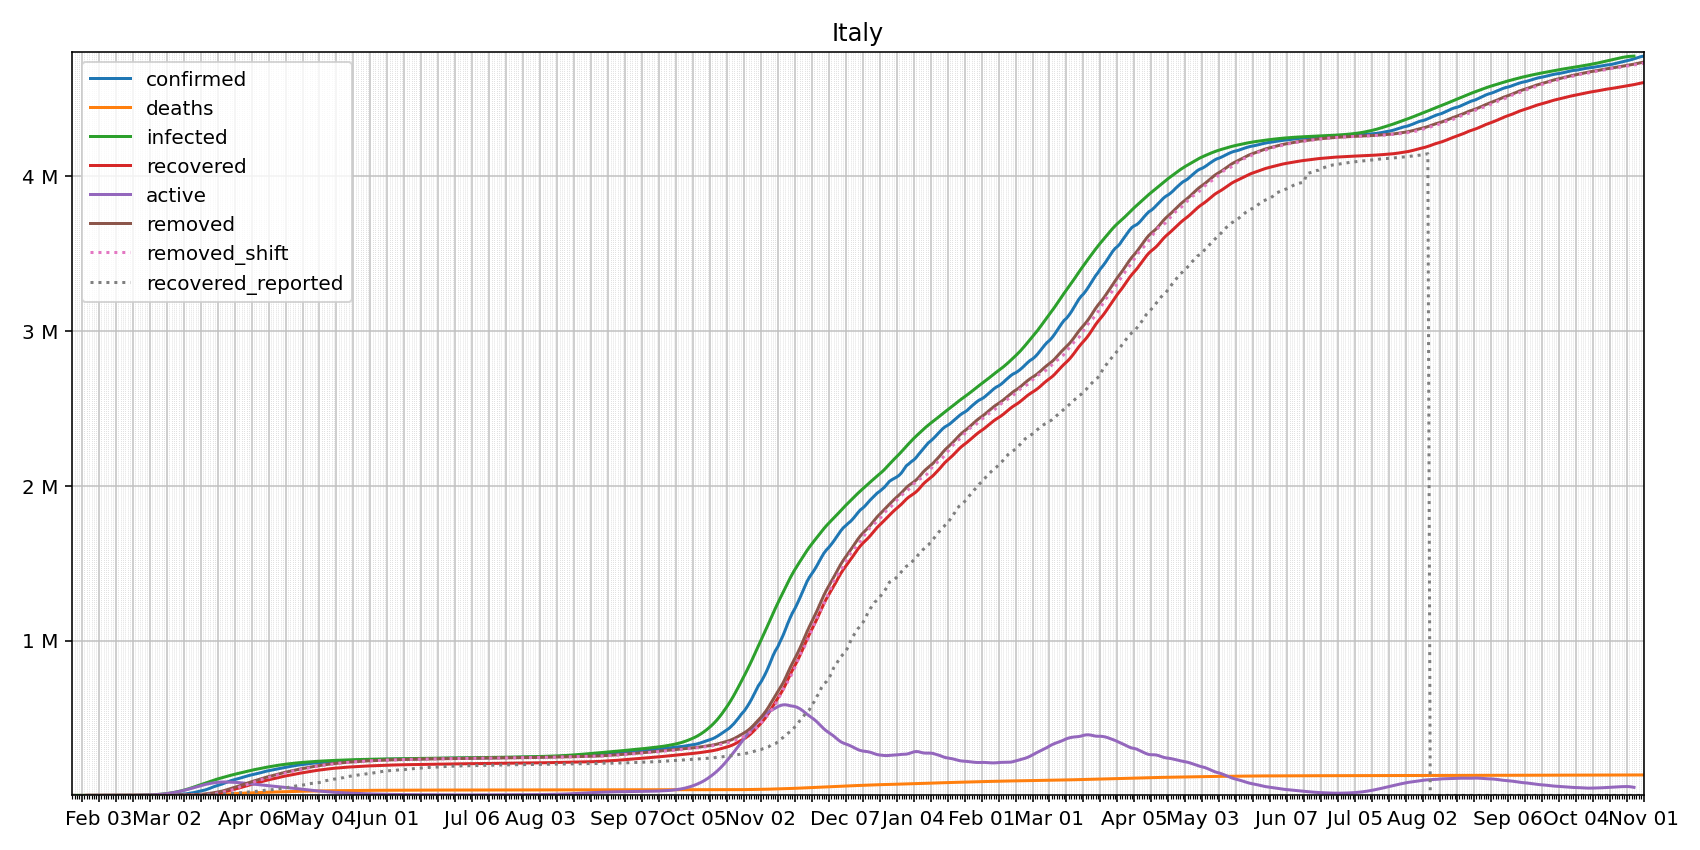 Italy
confirmed
deaths
infected
recovered
active
removed
removed_shift
recovered_reported
4 M
3 M
2 M
1 M
Feb 03 Mar 02 Apr 06 May 04 Jun 01 Jul 06 Aug 03 Sep 07 Oct 05 Nov 02 Dec 07 Jan 04 Feb 01 Mar 01 Apr 05 May 03 Jun 07 Jul 05 Aug 02 Sep 06 Oct 04 Nov 01